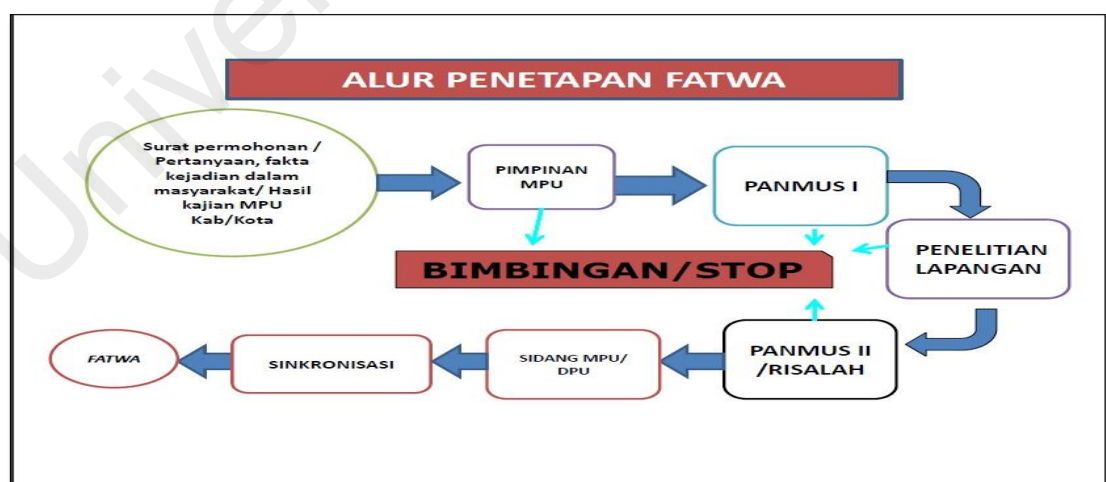 ALUR PENETAPAN FATWA
Surat permohonan /
Pertanyaan, fakta
kejadian dalam
masyarakat/ Hasil
kajian MPU
Kab/Kota
PIMPINAN
MPU
PANMUS I
PENELITIAN
LAPANGAN
BIMBINGAN/STOP
PANMUS II
/RISALAH
SIDANG MPU/
DPU
SINKRONISASI
FATWA
Univer